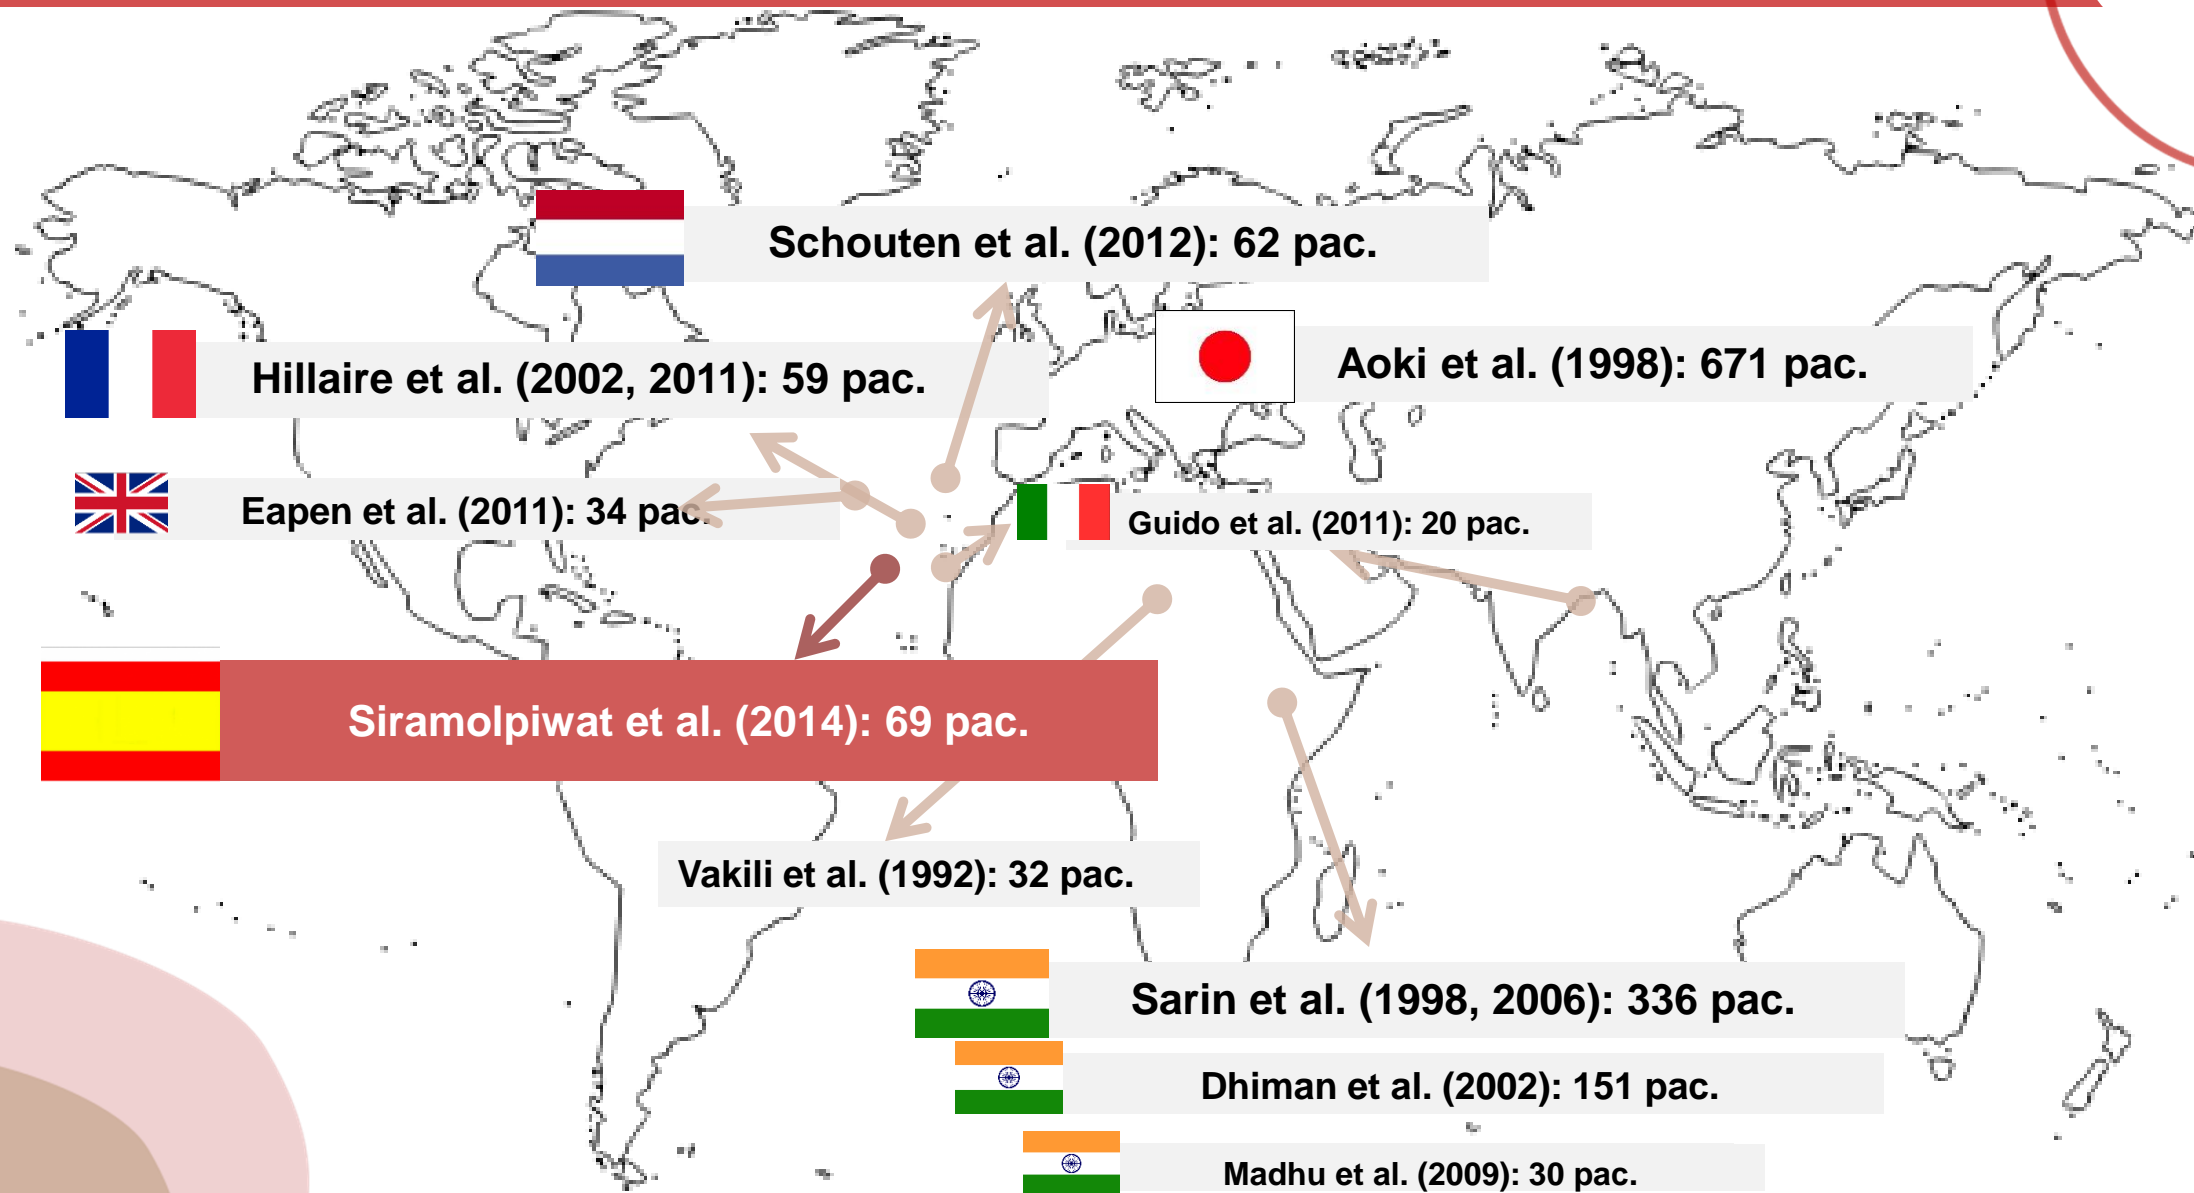 Schouten et al. (2012): 62 pac.
Hillaire et al. (2002, 2011): 59 pac.
Aoki et al. (1998): 671 pac.
Eapen et al. (2011): 34 pac.
Guido et al. (2011): 20 pac.
Siramolpiwat et al. (2014): 69 pac.
Vakili et al. (1992): 32 pac.
Sarin et al. (1998, 2006): 336 pac.
Dhiman et al. (2002): 151 pac.
Madhu et al. (2009): 30 pac.